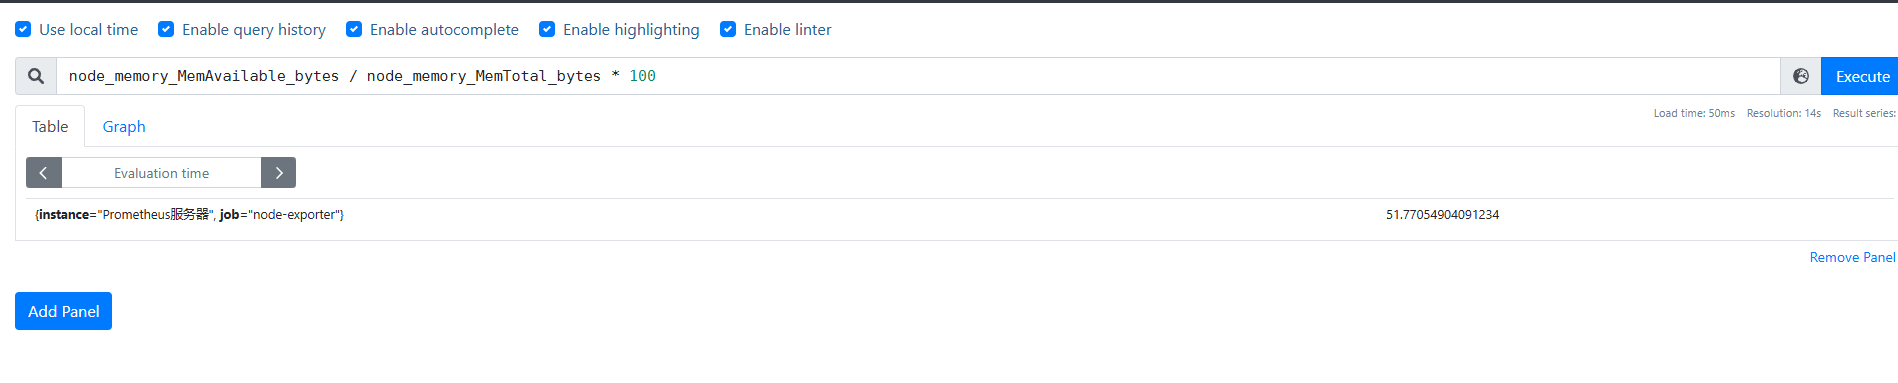 Use local time Enable query history Enable autocomplete Enable highlighting Enable linter
node_memory_MemAvailable_bytes / node_memory_MemTotal_bytes * 100 Execute
Load time: 50ms Resolution: 14s Result series:
Table Graph
Evaluation time
{instance="Prometheus服务器", job="node-exporter"} 51.77054904091234
Remove Panel
Add Panel